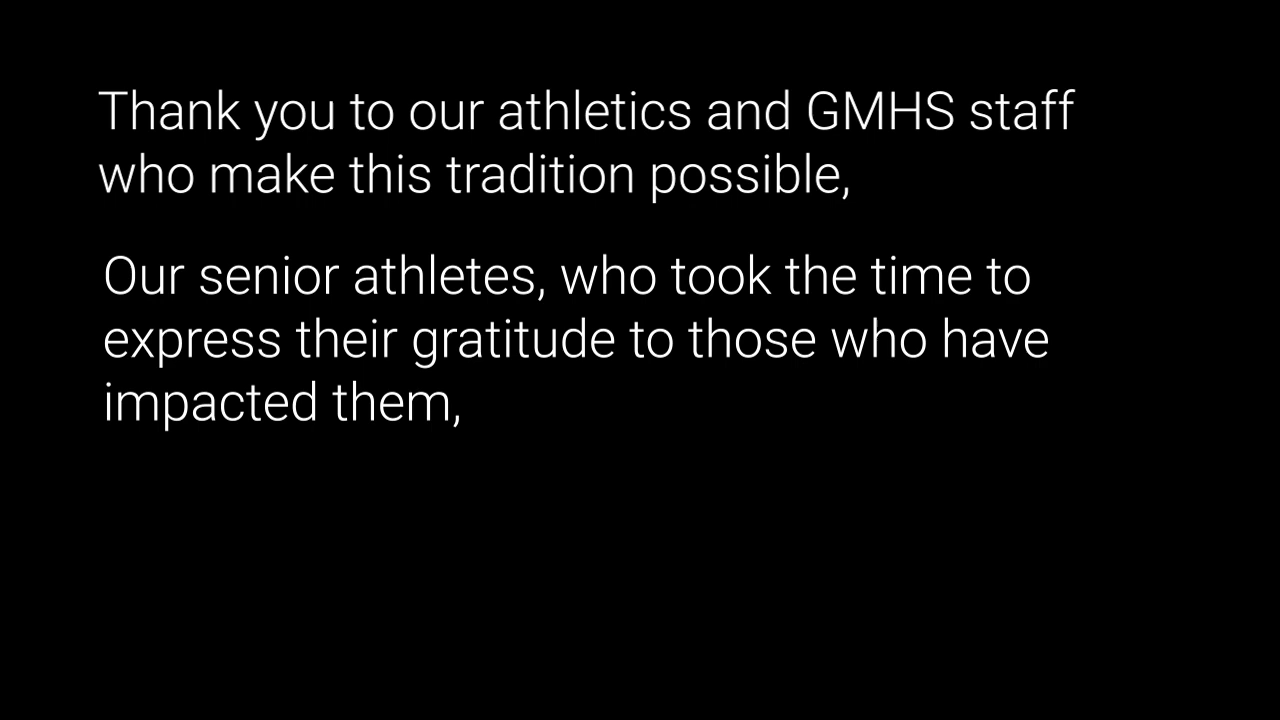 Thank you to our athletics and GMHS staff
who make this tradition possible,
Our senior athletes, who took the time to
express their gratitude to those who have
impacted them,